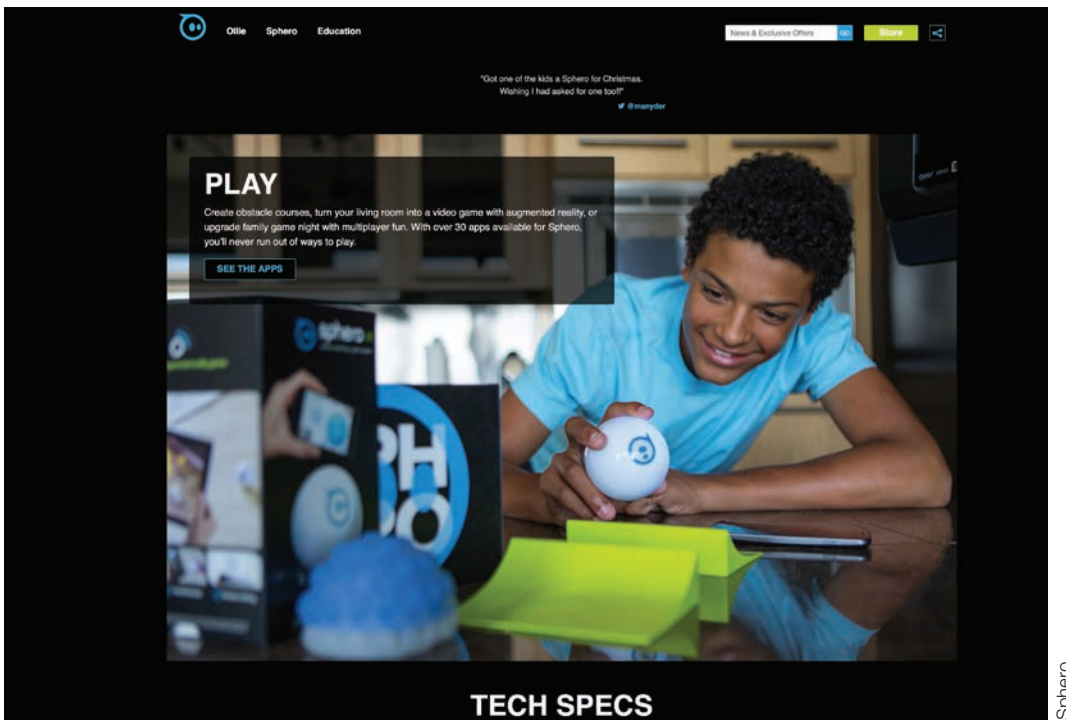 Ollie Sphero Education
News & Exclusive Offers GO Store
"Got one of the kids a Sphero for Christmas.
Wishing I had asked for one too!!"
@manyder
PLAY
Create obstacle courses, turn your living room into a video game with augmented reality, or
upgrade family game night with multiplayer fun. With over 30 apps available for Sphero,
you'll never run out of ways to play.
SEE THE APPS
sphero
PH
RO
TECH SPECS
Sphero